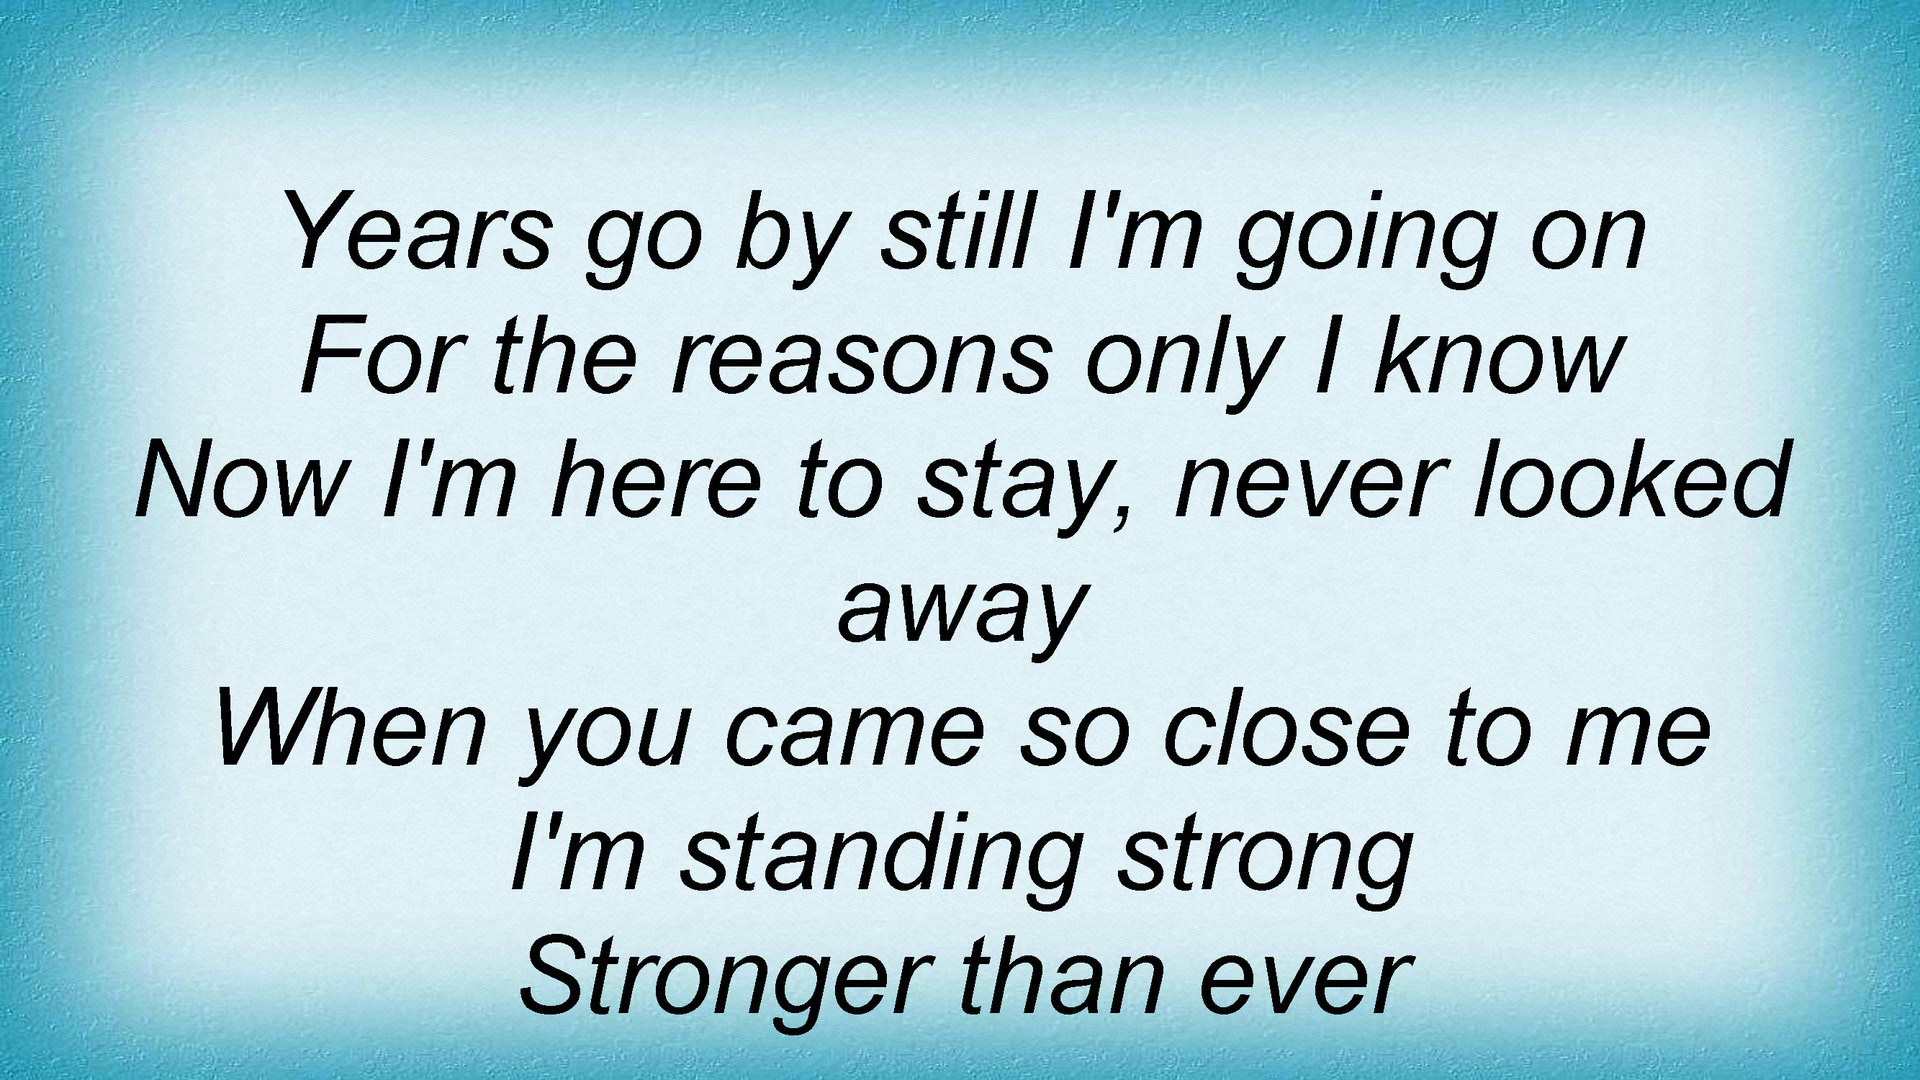 Years go by still I'm going on
For the reasons only I know
Now I'm here to stay, never looked
away
When you came so close to me
I'm standing strong
Stronger than ever